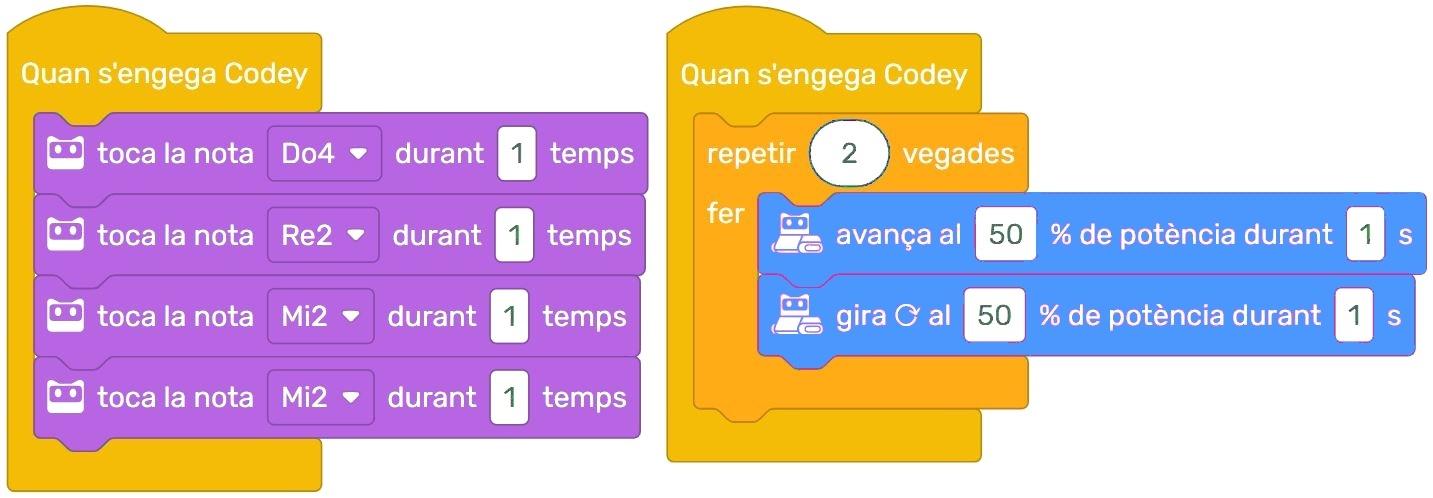 Quan s'engega Codey
toca la nota Do4 durant 1 temps
toca la nota Re2 durant 1 temps
toca la nota Mi2 durant 1 temps
toca la nota Mi2 durant 1 temps
Quan s'engega Codey
repetir 2 vegades
fer
avança al 50 % de potència durant 1 s
gira al 50 % de potència durant 1 s